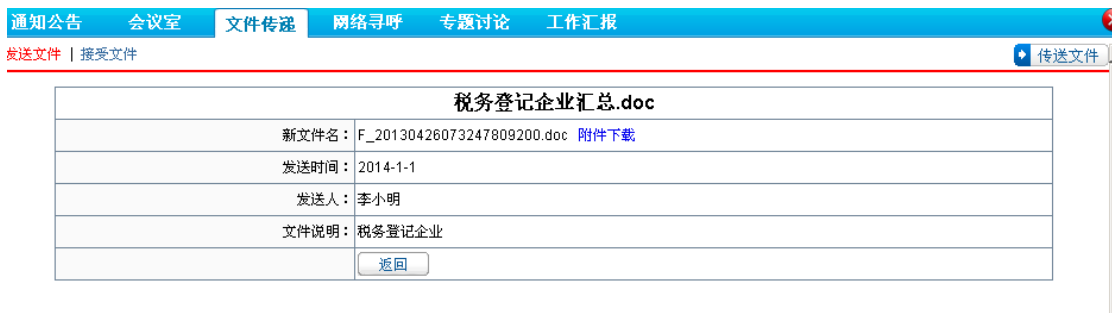 通知公告 会议室 文件传递 网络寻呼 专题讨论 工作汇报
发送文件 | 接受文件 传送文件
税务登记企业汇总.doc
新文件名： F_20130426073247809200.doc 附件下载
发送时间： 2014-1-1
发送人： 李小明
文件说明： 税务登记企业
返回